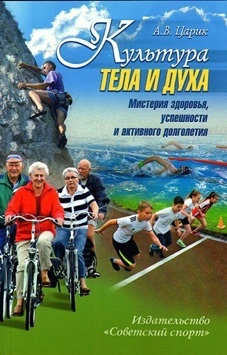 А.В. Царик
Культура
ТЕЛА И ДУХА
Мистерия здоровья,
успешности
и активного долголетия
Издательство
«Советский спорт»